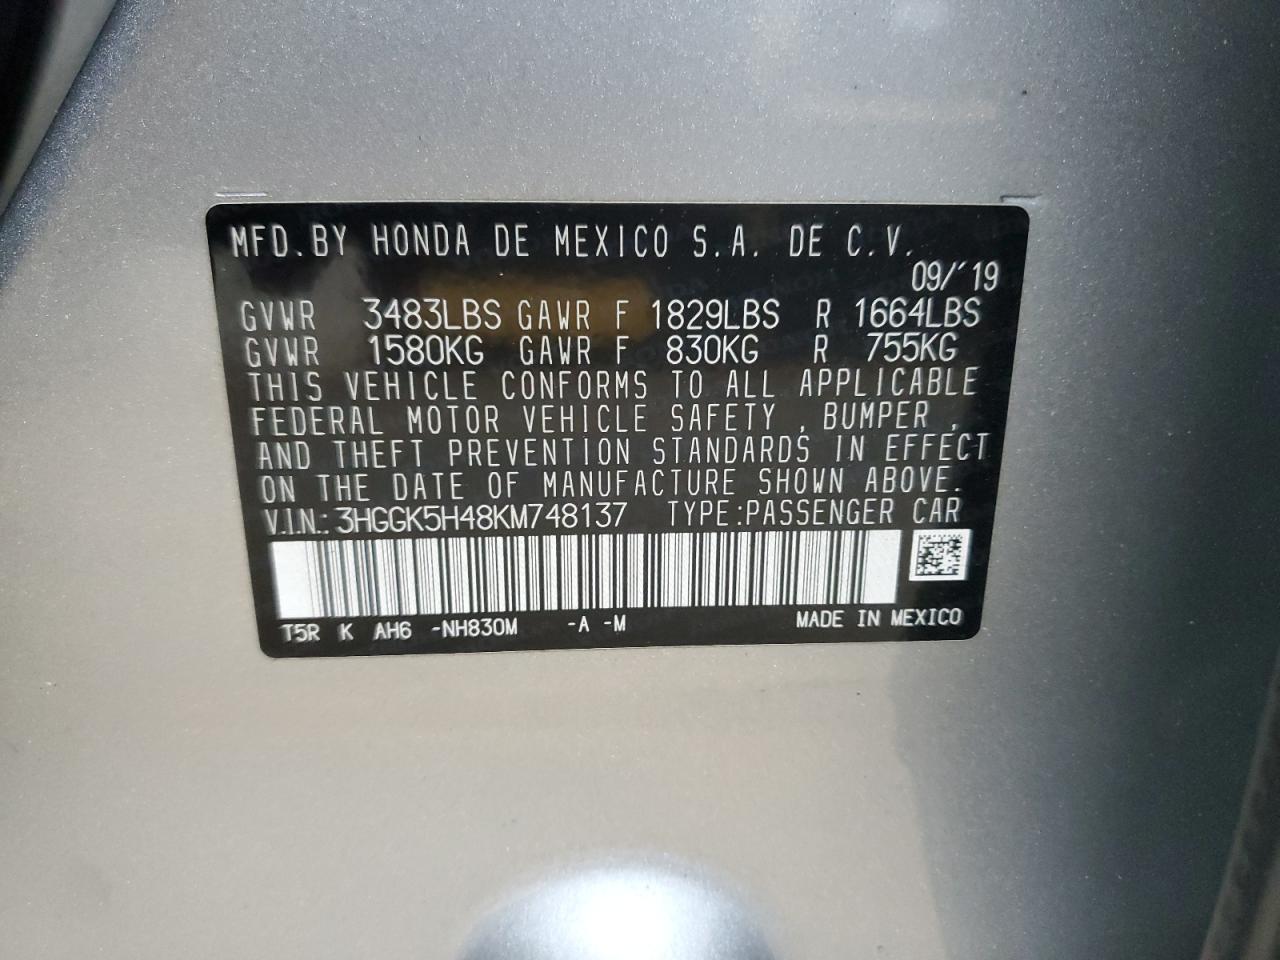 MFD.BY HONDA DE MEXICO S.A. DE C.V.
09/'19
GVWR 3483LBS GAWR F 1829LBS R 1664LBS
GVWR 1580KG GAWR F 830KG R 755KG
THIS VEHICLE CONFORMS TO ALL APPLICABLE
FEDERAL MOTOR VEHICLE SAFETY , BUMPER ,
AND THEFT PREVENTION STANDARDS IN EFFECT
ON THE DATE OF MANUFACTURE SHOWN ABOVE.
V.I.N.: 3HGGK5H48KM748137 TYPE:PASSENGER CAR
T5R K AH6 -NH830M -A -M MADE IN MEXICO